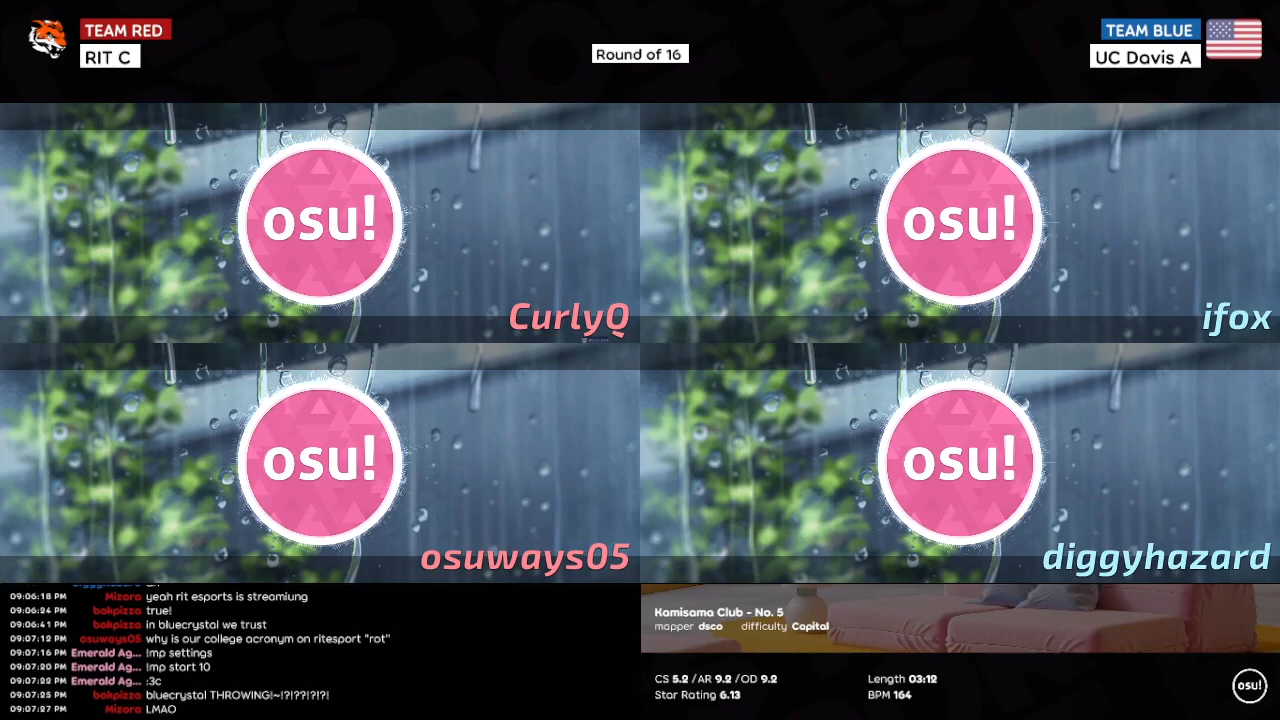 TEAM RED
RIT C
Round of 16
TEAM BLUE
UC Davis A
osu!
CurlyQ
osu!
ifox
osu!
osuways05
osu!
diggyhazard
09:06:18 PM Mizora yeah rit esports is streamiung
09:06:24 PM bokpizza true!
09:06:41 PM bokpizza in bluecrystal we trust
09:07:12 PM osuways05 why is our college acronym on ritesport "rot"
09:07:16 PM Emerald Ag... !mp settings
09:07:20 PM Emerald Ag... !mp start 10
09:07:22 PM Emerald Ag... :3c
09:07:25 PM bokpizza bluecrystal THROWING!~!?!??!?!?!
09:07:27 PM Mizora LMAO
Kamisama Club - No. 5
mapper dsco difficulty Capital
CS 5.2 / AR 9.2 / OD 9.2
Star Rating 6.13
Length 03:12
BPM 164
osu!